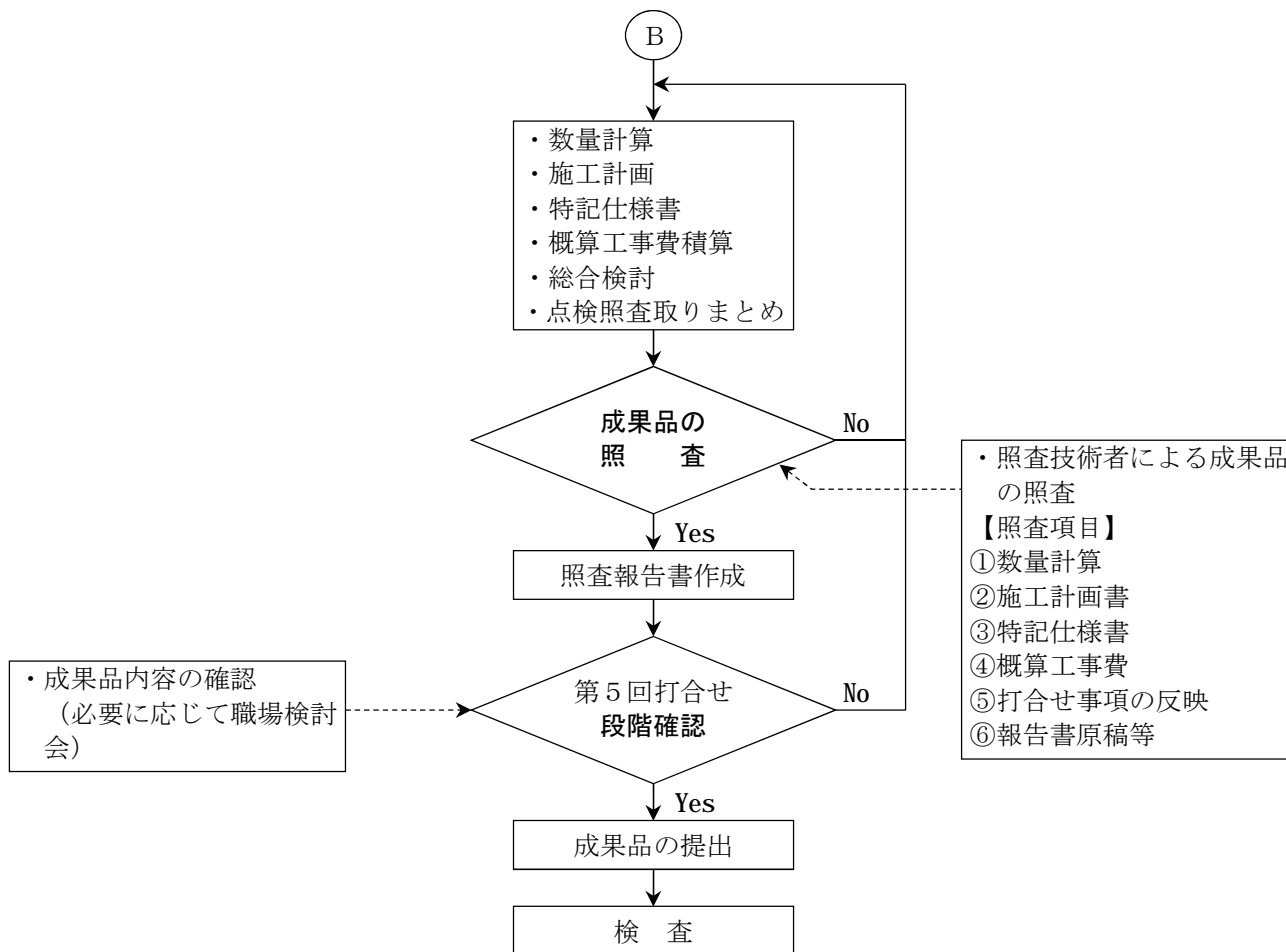 B
・数量計算
・施工計画
・特記仕様書
・概算工事費積算
・総合検討
・点検照査取りまとめ
成果品の
照　　査
No
Yes
・照査技術者による成果品
の照査
【照査項目】
①数量計算
②施工計画書
③特記仕様書
④概算工事費
⑤打合せ事項の反映
⑥報告書原稿等
照査報告書作成
・成果品内容の確認
（必要に応じて職場検討
会）
第５回打合せ
段階確認
No
Yes
成果品の提出
検　査